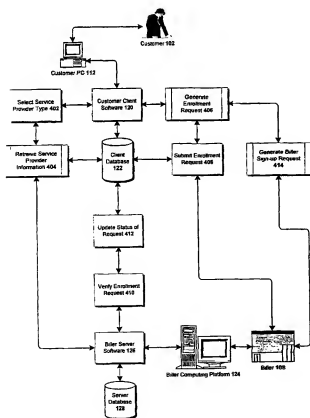 Customer 102
Customer PC 112
Select Service
Provider Type 402
Customer Client
Software 120
Generate
Enrollment
Request 406
Retrieve Service
Provider
Information 404
Client
Database
122
Submit Enrollment
Request 408
Generate Biller
Sign-up Request
414
Update Status of
Request 412
Verify Enrollment
Request 410
Biller Server
Software 126
Biller Computing Platform 124
Biller 108
Server
Database
128